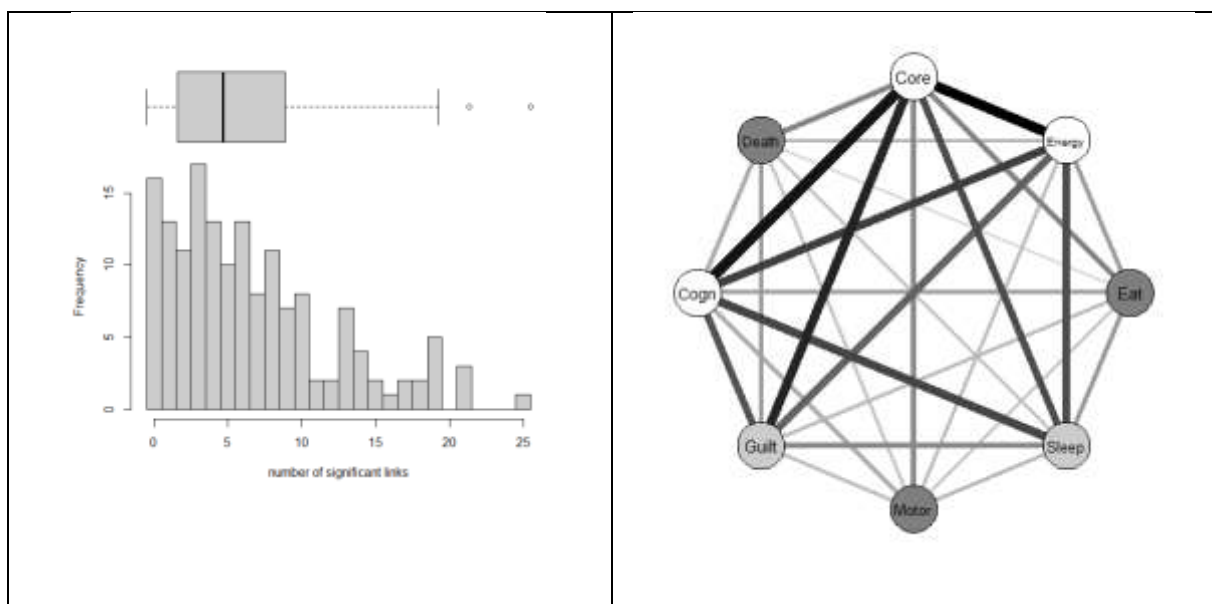 15
10
5
0
Frequency
0 5 10 15 20 25
number of significant links
Core
Death
Energy
Cogn
Eat
Guilt
Sleep
Motor